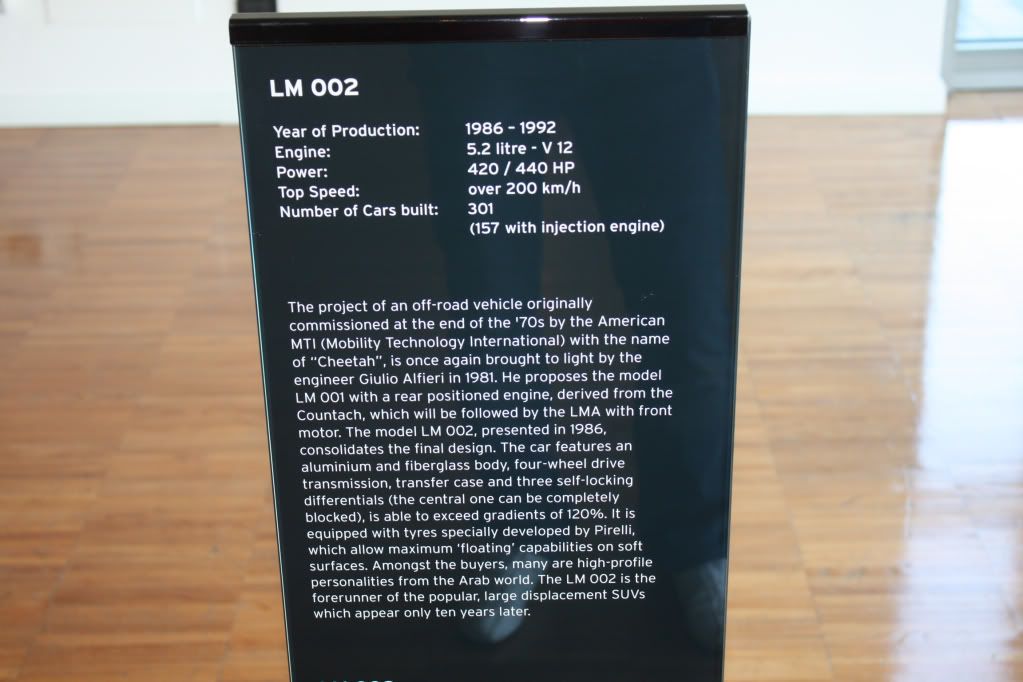 LM 002
Year of Production: 1986 – 1992
Engine: 5.2 litre - V 12
Power: 420 / 440 HP
Top Speed: over 200 km/h
Number of Cars built: 301
(157 with injection engine)
The project of an off-road vehicle originally
commissioned at the end of the '70s by the American
MTI (Mobility Technology International) with the name
of “Cheetah”, is once again brought to light by the
engineer Giulio Alfieri in 1981. He proposes the model
LM 001 with a rear positioned engine, derived from the
Countach, which will be followed by the LMA with front
motor. The model LM 002, presented in 1986,
consolidates the final design. The car features an
aluminium and fiberglass body, four-wheel drive
transmission, transfer case and three self-locking
differentials (the central one can be completely
blocked), is able to exceed gradients of 120%. It is
equipped with tyres specially developed by Pirelli,
which allow maximum ‘floating’ capabilities on soft
surfaces. Amongst the buyers, many are high-profile
personalities from the Arab world. The LM 002 is the
forerunner of the popular, large displacement SUVs
which appear only ten years later.